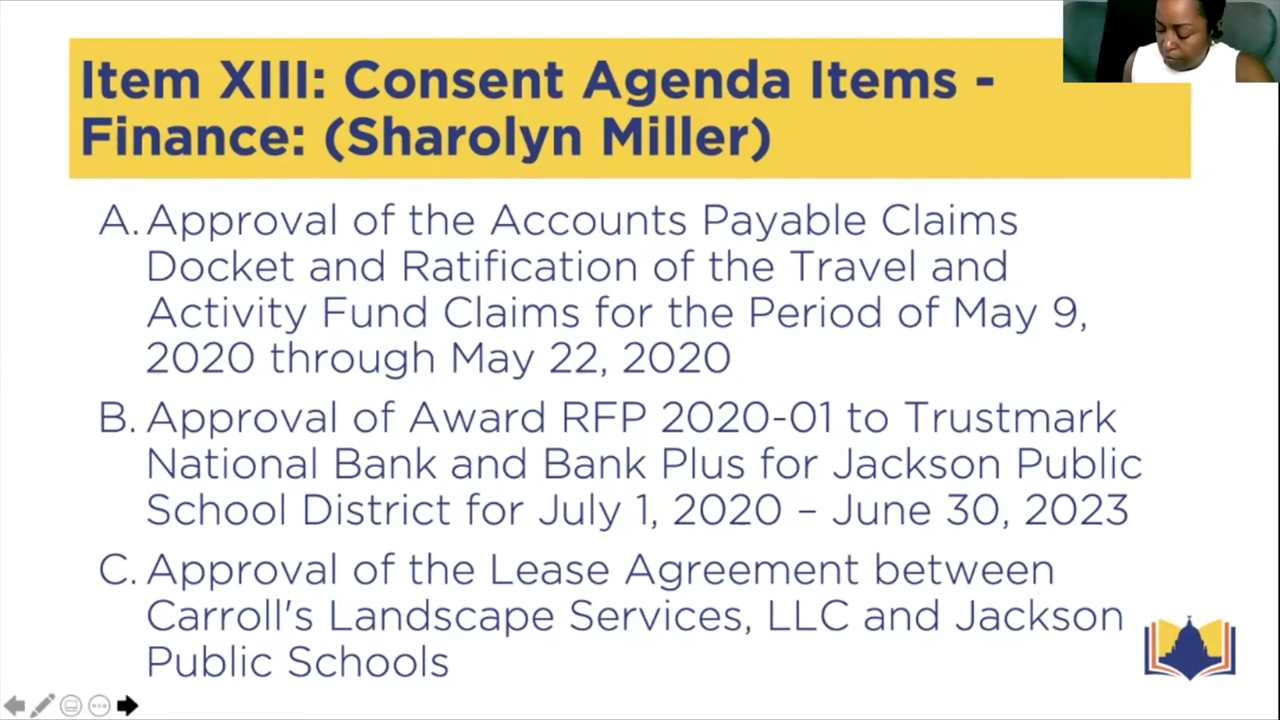 Item XIII: Consent Agenda Items -
Finance: (Sharolyn Miller)
A. Approval of the Accounts Payable Claims
Docket and Ratification of the Travel and
Activity Fund Claims for the Period of May 9,
2020 through May 22, 2020
B. Approval of Award RFP 2020-01 to Trustmark
National Bank and Bank Plus for Jackson Public
School District for July 1, 2020 – June 30, 2023
C. Approval of the Lease Agreement between
Carroll's Landscape Services, LLC and Jackson
Public Schools